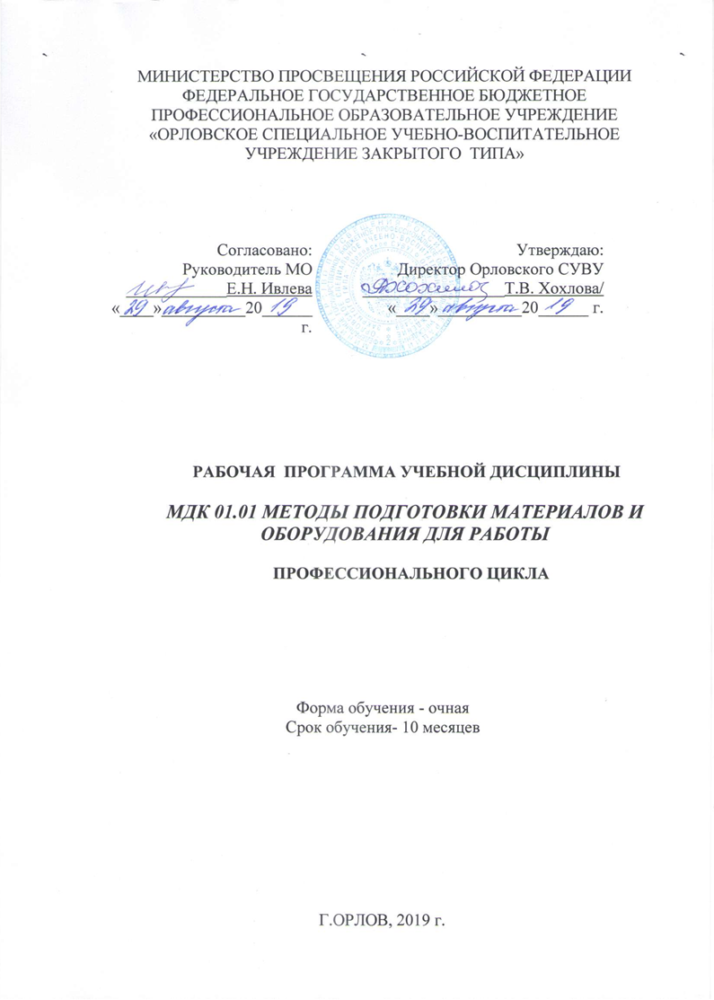 МИНИСТЕРСТВО ПРОСВЕЩЕНИЯ РОССИЙСКОЙ ФЕДЕРАЦИИ
ФЕДЕРАЛЬНОЕ ГОСУДАРСТВЕННОЕ БЮДЖЕТНОЕ
ПРОФЕССИОНАЛЬНОЕ ОБРАЗОВАТЕЛЬНОЕ УЧРЕЖДЕНИЕ
«ОРЛОВСКОЕ СПЕЦИАЛЬНОЕ УЧЕБНО-ВОСПИТАТЕЛЬНОЕ
УЧРЕЖДЕНИЕ ЗАКРЫТОГО ТИПА»
Согласовано:
Руководитель МО
Е.Н. Ивлева
«29»августа 2019
г.
Утверждаю:
Директор Орловского СУВУ
Т.В. Хохлова/
«29»августа 2019 г.
РАБОЧАЯ ПРОГРАММА УЧЕБНОЙ ДИСЦИПЛИНЫ
МДК 01.01 МЕТОДЫ ПОДГОТОВКИ МАТЕРИАЛОВ И
ОБОРУДОВАНИЯ ДЛЯ РАБОТЫ
ПРОФЕССИОНАЛЬНОГО ЦИКЛА
Форма обучения - очная
Срок обучения- 10 месяцев
Г.ОРЛОВ, 2019 г.